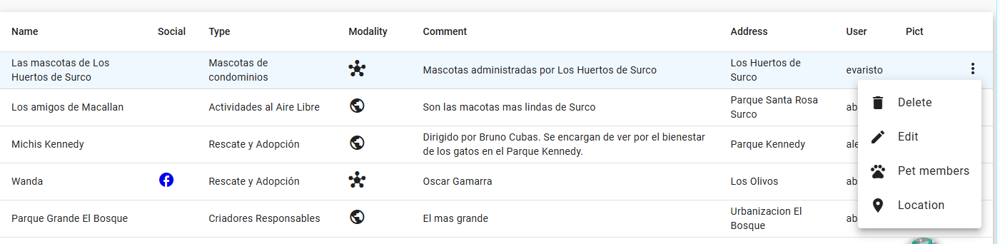 Name Social Type Modality Comment Address User Pict
Las mascotas de Los
Huertos de Surco
Mascotas de
condominios
Mascotas administradas por Los Huertos de Surco
Los Huertos de
Surco
evaristo
Los amigos de Macallan
Actividades al Aire Libre
Son las macotas mas lindas de Surco
Parque Santa Rosa
Surco
ab
Michis Kennedy
Rescate y Adopción
Dirigido por Bruno Cubas. Se encargan de ver por el bienestar
de los gatos en el Parque Kennedy.
Parque Kennedy
ale
Wanda
Rescate y Adopción
Oscar Gamarra
Los Olivos
ab
Parque Grande El Bosque
Criadores Responsables
El mas grande
Urbanizacion El
Bosque
ab
Delete
Edit
Pet members
Location